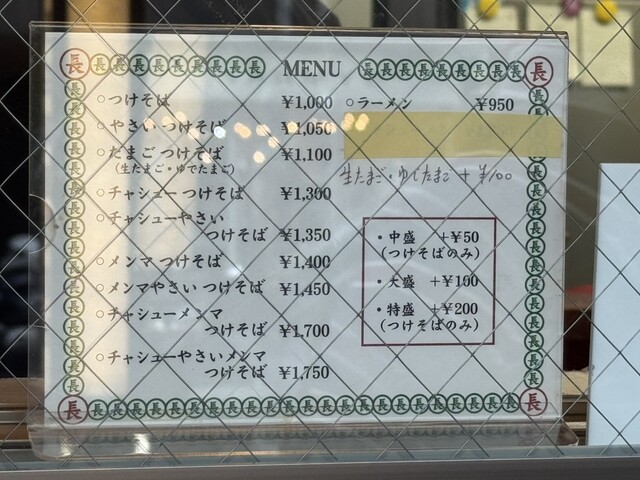 MENU
○つけそば ¥1,000
○やさいつけそば ¥1,050
○たまごつけそば ¥1,100
(生たまご・ゆでたまご)
○チャシューつけそば ¥1,300
○チャシューやさい
つけそば ¥1,350
○メンマつけそば ¥1,400
○メンマやさいつけそば ¥1,450
○チャシューメンマ
つけそば ¥1,700
○チャシューやさいメンマ
つけそば ¥1,750
○ラーメン ¥950
生たまご・ゆでたまご + ¥100
・中盛 +¥50
(つけそばのみ)
・大盛 +¥100
・特盛 +¥200
(つけそばのみ)